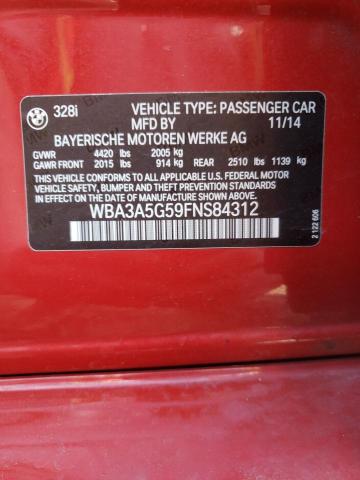 BMW 328i VEHICLE TYPE: PASSENGER CAR
MFD BY 11/14
BAYERISCHE MOTOREN WERKE AG
GVWR 4420 lbs 2005 kg
GAWR FRONT 2015 lbs 914 kg GAWR REAR 2510 lbs 1139 kg
THIS VEHICLE CONFORMS TO ALL APPLICABLE
SAFETY, BUMPER AND THEFT PREVENTION STANDARDS
U.S. FEDERAL MOTOR VEHICLE
IN EFFECT ON THE DATE OF MANUFACTURE SHOWN ABOVE
WBA3A5G59FNS84312
2 122 606